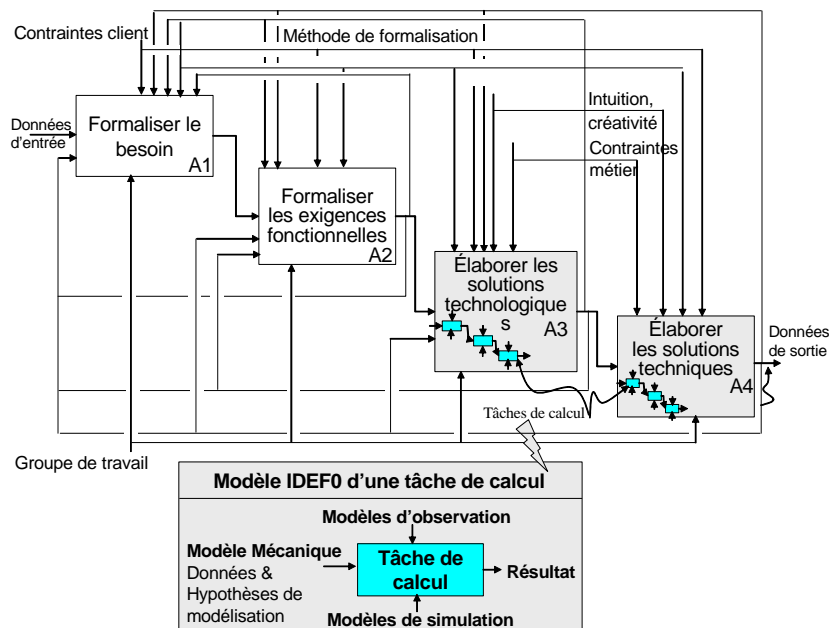 Contraintes client
Méthode de formalisation
Données
d'entrée
Formaliser le
besoin
A1
Intuition,
créativité
Contraintes
métier
Formaliser
les exigences
fonctionnelles
A2
Élaborer les
solutions
technologique
s
A3
Élaborer
les solutions
techniques
A4
Données
de sortie
Tâches de calcul
Groupe de travail
Modèle IDEF0 d'une tâche de calcul
Modèles d'observation
Modèle Mécanique
Données &
Hypothèses de
modélisation
Tâche de
calcul
Résultat
Modèles de simulation